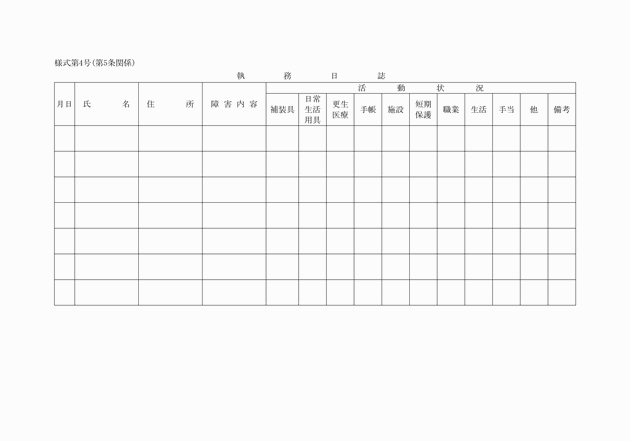 様式第4号(第5条関係)
執務日誌
月日 氏名 住所 障害内容 活動状況
補装具 日常生活用具 更生医療 手帳 施設 短期保護 職業 生活 手当 他 備考